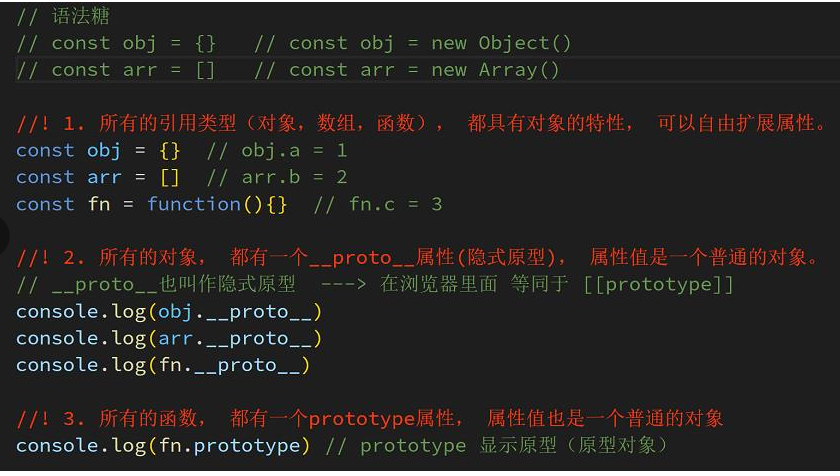 // 语法糖
// const obj = {}   // const obj = new Object()
// const arr = []   // const arr = new Array()
//! 1. 所有的引用类型（对象，数组，函数）， 都具有对象的特性， 可以自由扩展属性。
const obj = {}  // obj.a = 1
const arr = []  // arr.b = 2
const fn = function(){}  // fn.c = 3
//! 2. 所有的对象， 都有一个__proto__属性(隐式原型)， 属性值是一个普通的对象。
// __proto__也叫作隐式原型  ---> 在浏览器里面 等同于 [[prototype]]
console.log(obj.__proto__)
console.log(arr.__proto__)
console.log(fn.__proto__)
//! 3. 所有的函数， 都有一个prototype属性， 属性值也是一个普通的对象
console.log(fn.prototype) // prototype 显示原型（原型对象）